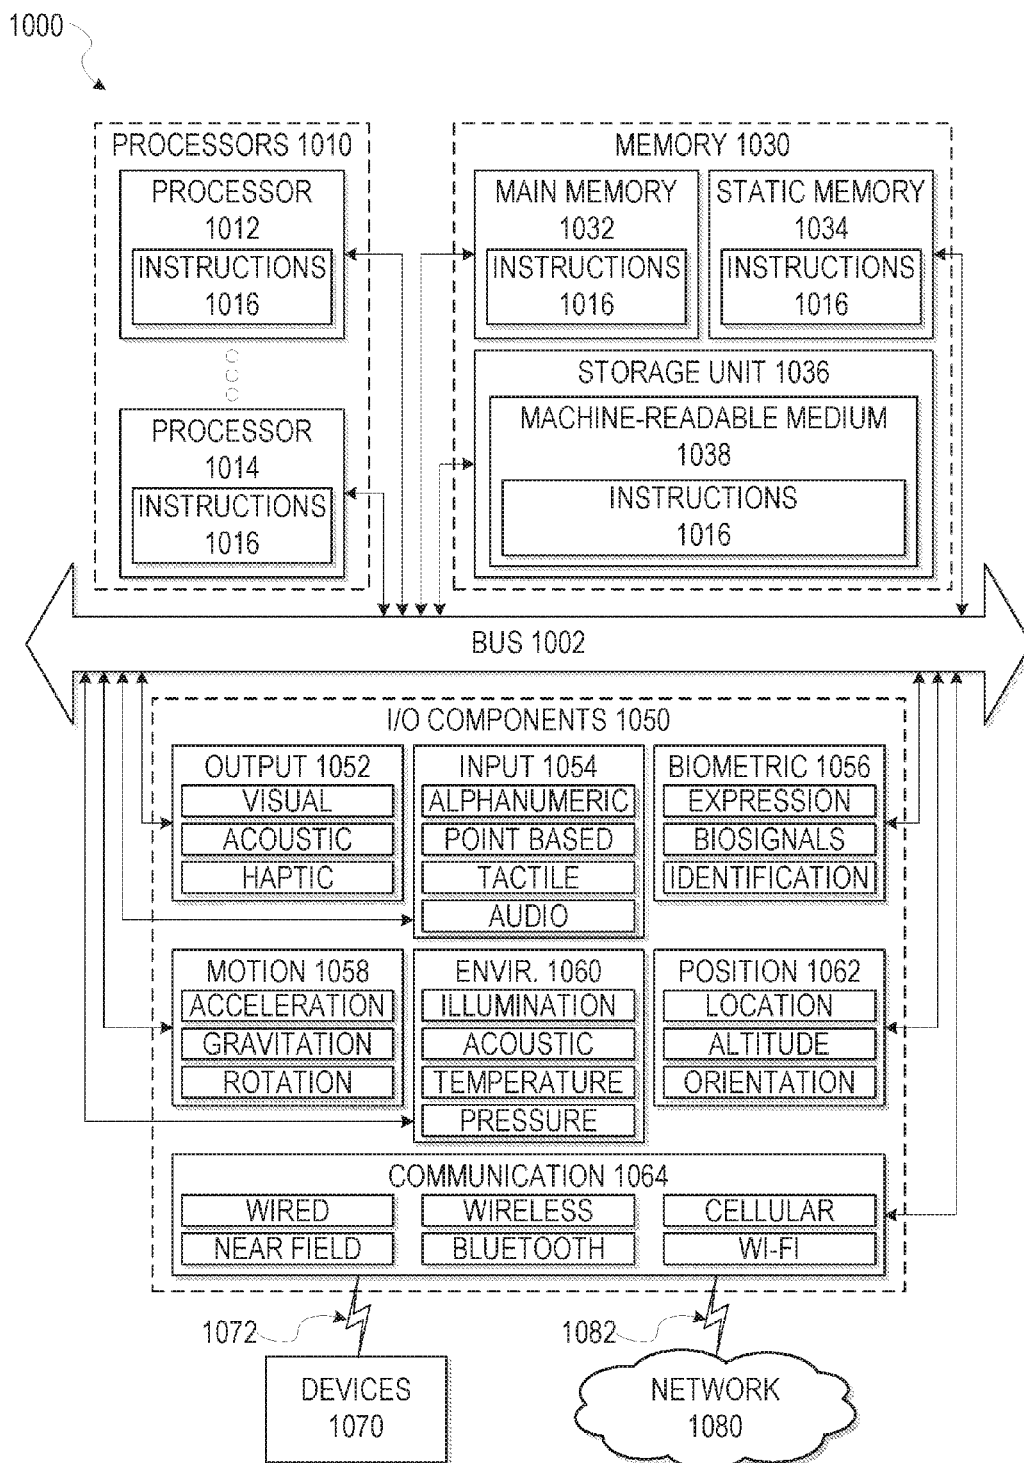 1000
PROCESSORS 1010
PROCESSOR
1012
INSTRUCTIONS
1016
PROCESSOR
1014
INSTRUCTIONS
1016
MEMORY 1030
MAIN MEMORY
1032
INSTRUCTIONS
1016
STATIC MEMORY
1034
INSTRUCTIONS
1016
STORAGE UNIT 1036
MACHINE-READABLE MEDIUM
1038
INSTRUCTIONS
1016
BUS 1002
I/O COMPONENTS 1050
OUTPUT 1052
VISUAL
ACOUSTIC
HAPTIC
INPUT 1054
ALPHANUMERIC
POINT BASED
TACTILE
AUDIO
BIOMETRIC 1056
EXPRESSION
BIOSIGNALS
IDENTIFICATION
MOTION 1058
ACCELERATION
GRAVITATION
ROTATION
ENVIR. 1060
ILLUMINATION
ACOUSTIC
TEMPERATURE
PRESSURE
POSITION 1062
LOCATION
ALTITUDE
ORIENTATION
COMMUNICATION 1064
WIRED
WIRELESS
CELLULAR
NEAR FIELD
BLUETOOTH
WI-FI
1072
1082
DEVICES
1070
NETWORK
1080